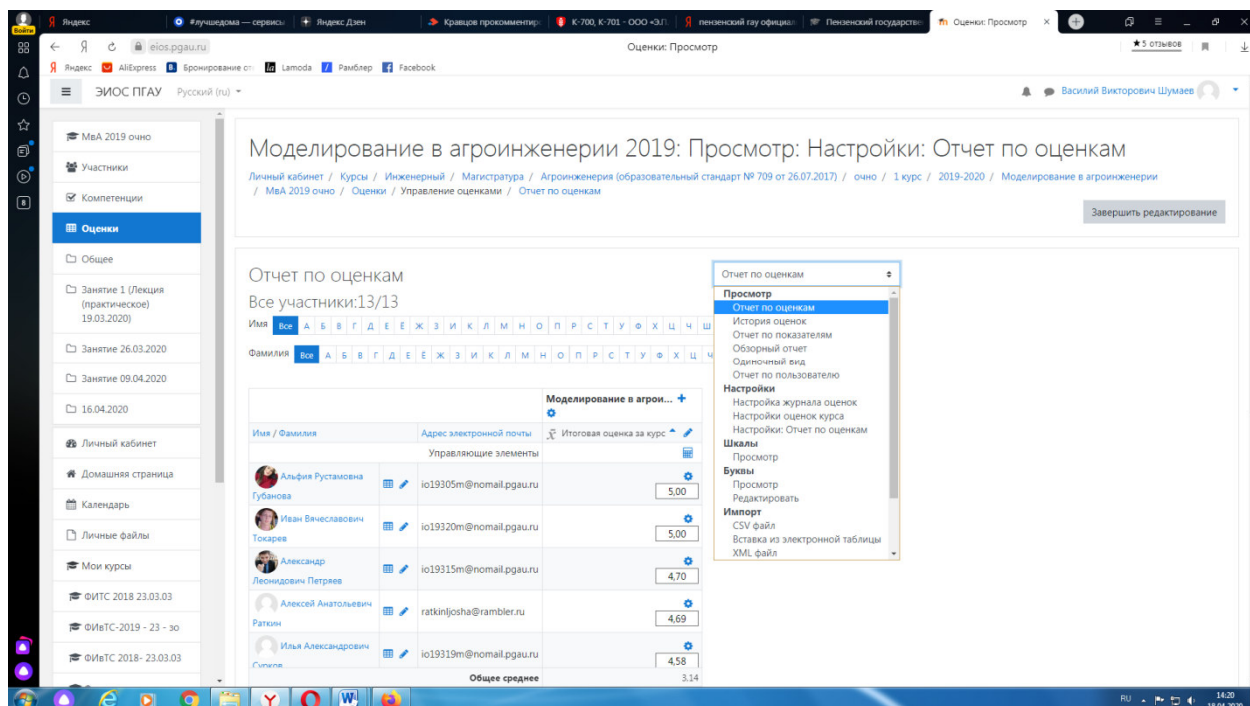 Войти
Яндекс
#лучшедома — сервисы
Яндекс Дзен
Кравцов прокомментиро
К-700, К-701 - ООО «З.П.
пензенский гау официал
Пензенский государстве
Оценки: Просмотр
eios.pgau.ru
Оценки: Просмотр
★ 5 отзывов
Яндекс AliExpress Бронирование от Lamoda Рамблер Facebook
ЭИОС ПГАУ Русский (ru)
Василий Викторович Шумаев
МвА 2019 очно
Участники
Компетенции
Оценки
Общее
Занятие 1 (Лекция
(практическое)
19.03.2020)
Занятие 26.03.2020
Занятие 09.04.2020
16.04.2020
Личный кабинет
Домашняя страница
Календарь
Личные файлы
Мои курсы
ФИТС 2018 23.03.03
ФИвТС-2019 - 23 - зо
ФИвТС 2018- 23.03.03
Моделирование в агроинженерии 2019: Просмотр: Настройки: Отчет по оценкам
Личный кабинет / Курсы / Инженерный / Магистратура / Агроинженерия (образовательный стандарт № 709 от 26.07.2017) / очно / 1 курс / 2019-2020 / Моделирование в агроинженерии
/ МвА 2019 очно / Оценки / Управление оценками / Отчет по оценкам
Завершить редактирование
Отчет по оценкам
Все участники:13/13
Имя Все А Б В Г Д Е Ё Ж З И К Л М Н О П Р С Т У Ф Х Ц Ч Ш
Фамилия Все А Б В Г Д Е Ё Ж З И К Л М Н О П Р С Т У Ф Х Ц Ч
Моделирование в агрои...
Имя / Фамилия Адрес электронной почты x̄ Итоговая оценка за курс
Управляющие элементы
Альфия Рустамовна
Губанова io19305m@nomail.pgau.ru 5,00
Иван Вячеславович
Токарев io19320m@nomail.pgau.ru 5,00
Александр
Леонидович Петряев io19315m@nomail.pgau.ru 4,70
Алексей Анатольевич
Раткин ratkinljosha@rambler.ru 4,69
Илья Александрович
Сурков io19319m@nomail.pgau.ru 4,58
Общее среднее 3,14
Отчет по оценкам
Просмотр
Отчет по оценкам
История оценок
Отчет по показателям
Обзорный отчет
Одиночный вид
Отчет по пользователю
Настройки
Настройка журнала оценок
Настройки оценок курса
Настройки: Отчет по оценкам
Шкалы
Просмотр
Буквы
Просмотр
Редактировать
Импорт
CSV файл
Вставка из электронной таблицы
XML файл
RU
14:20
18.04.2020